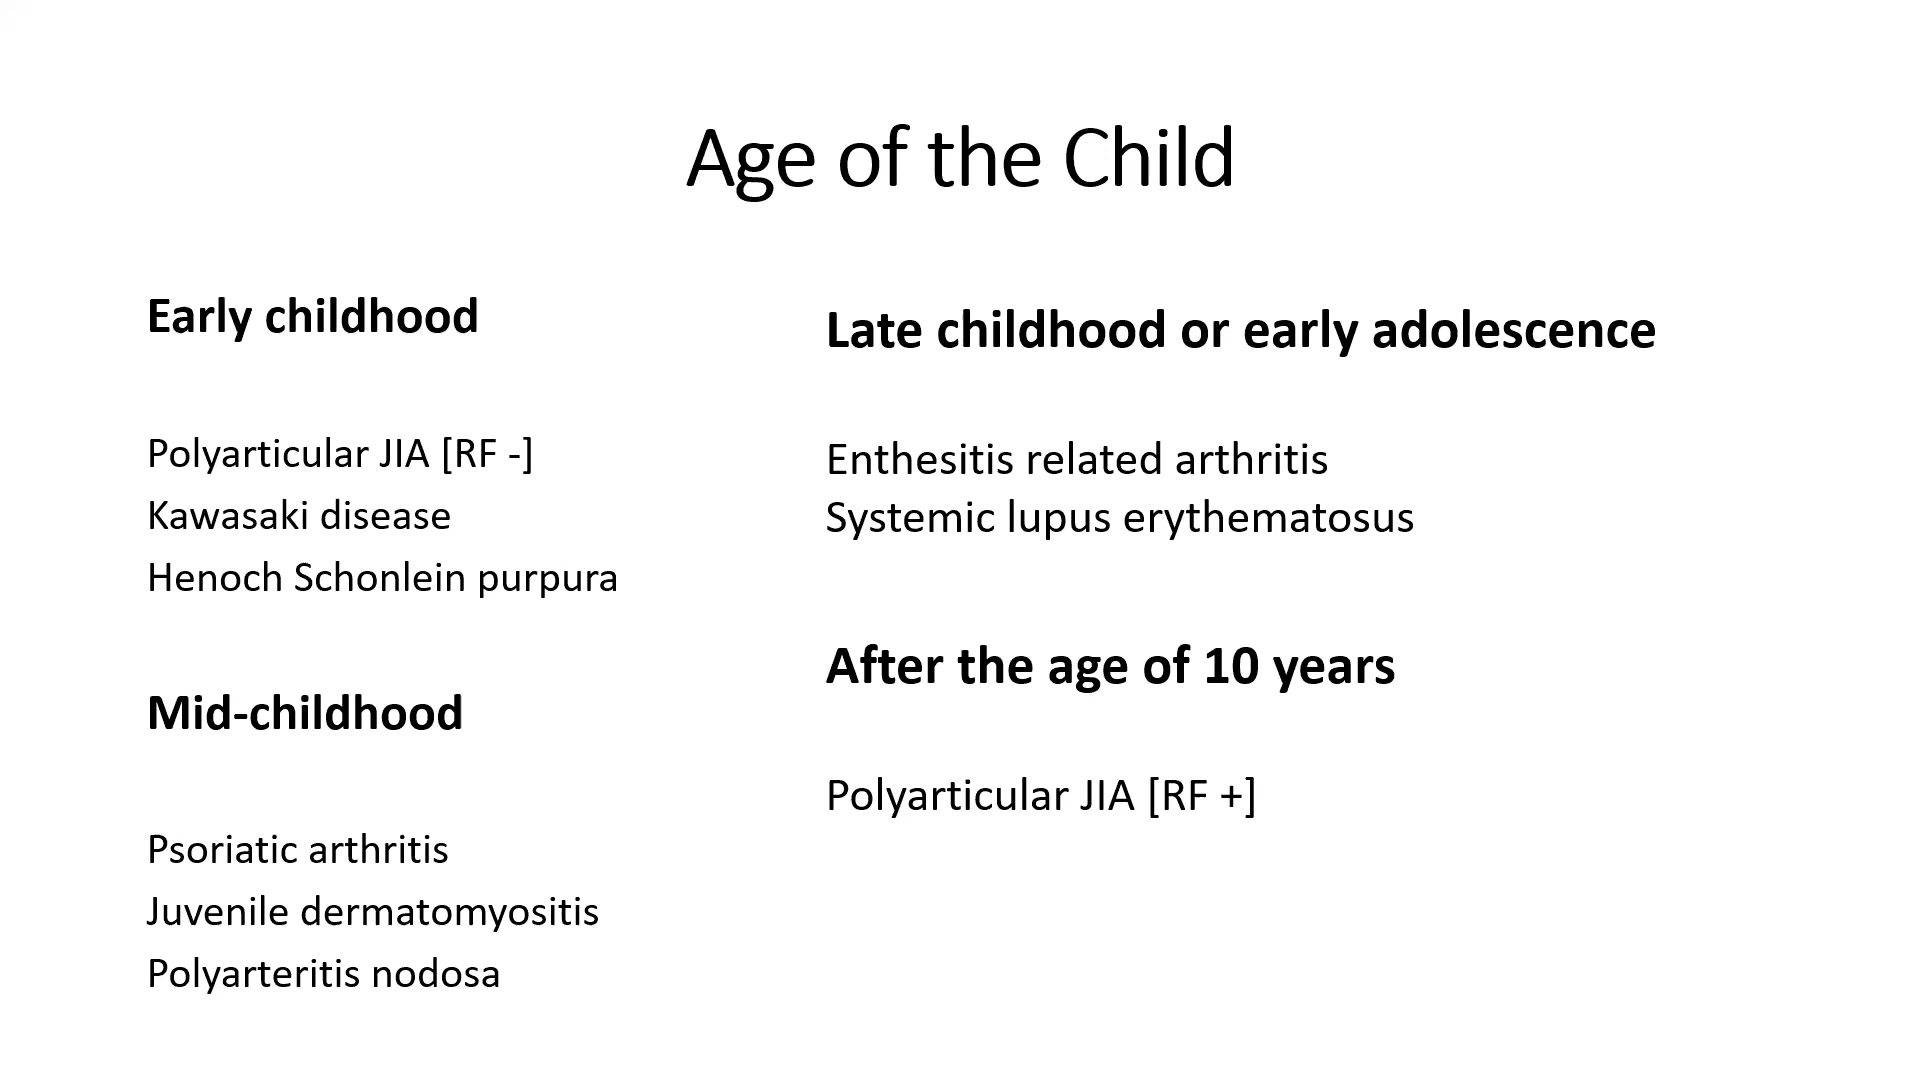 Age of the Child
Early childhood
Polyarticular JIA [RF -]
Kawasaki disease
Henoch Schonlein purpura
Mid-childhood
Psoriatic arthritis
Juvenile dermatomyositis
Polyarteritis nodosa
Late childhood or early adolescence
Enthesitis related arthritis
Systemic lupus erythematosus
After the age of 10 years
Polyarticular JIA [RF +]